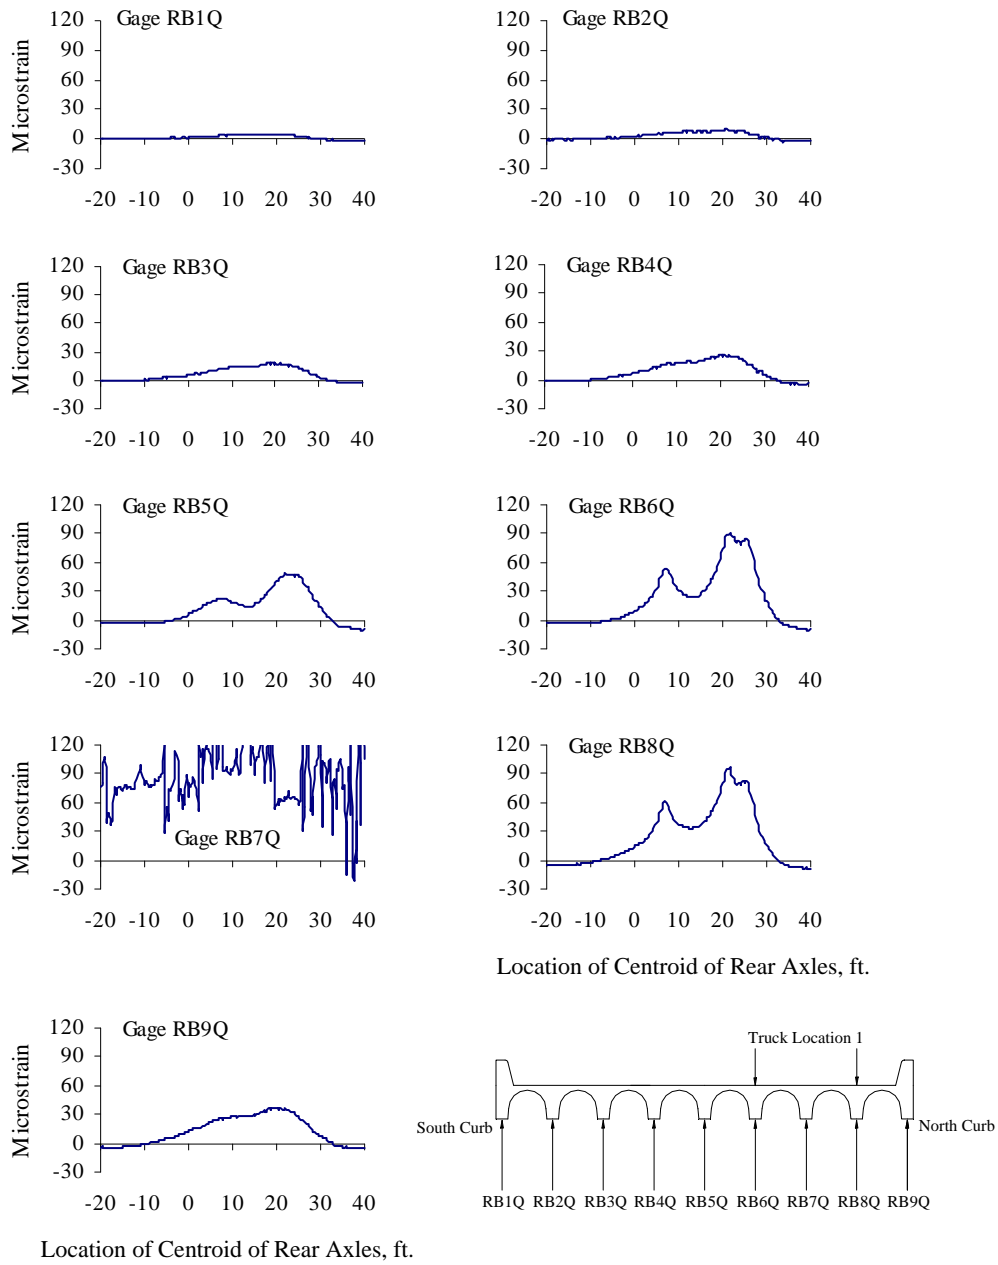 Gage RB1Q
Microstrain
120
90
60
30
0
-30
-20 -10 0 10 20 30 40
Gage RB2Q
120
90
60
30
0
-30
-20 -10 0 10 20 30 40
Gage RB3Q
Microstrain
120
90
60
30
0
-30
-20 -10 0 10 20 30 40
Gage RB4Q
120
90
60
30
0
-30
-20 -10 0 10 20 30 40
Gage RB5Q
Microstrain
120
90
60
30
0
-30
-20 -10 0 10 20 30 40
Gage RB6Q
120
90
60
30
0
-30
-20 -10 0 10 20 30 40
Gage RB7Q
Microstrain
120
90
60
30
0
-30
-20 -10 0 10 20 30 40
Gage RB8Q
120
90
60
30
0
-30
-20 -10 0 10 20 30 40
Location of Centroid of Rear Axles, ft.
Gage RB9Q
Microstrain
120
90
60
30
0
-30
-20 -10 0 10 20 30 40
Location of Centroid of Rear Axles, ft.
Truck Location 1
South Curb
North Curb
RB1Q RB2Q RB3Q RB4Q RB5Q RB6Q RB7Q RB8Q RB9Q